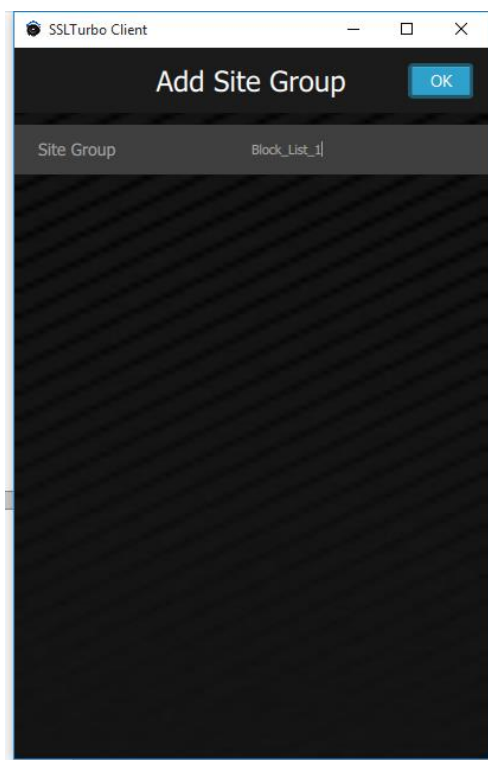 SSLTurbo Client
Add Site Group
OK
Site Group
Block_List_1